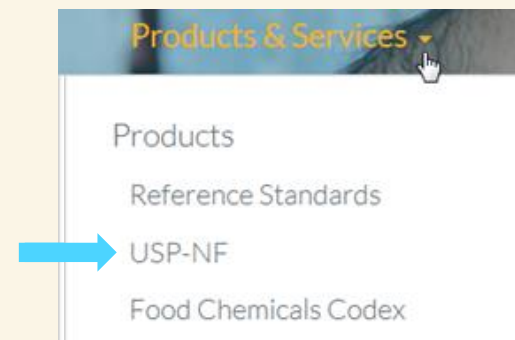 Products & Services
Products
Reference Standards
USP-NF
Food Chemicals Codex